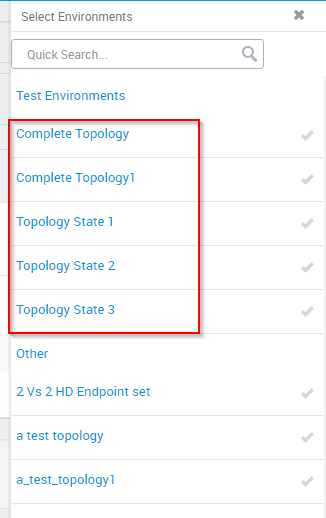 Select Environments
Quick Search...
Test Environments
Complete Topology
Complete Topology1
Topology State 1
Topology State 2
Topology State 3
Other
2 Vs 2 HD Endpoint set
a test topology
a_test_topology1